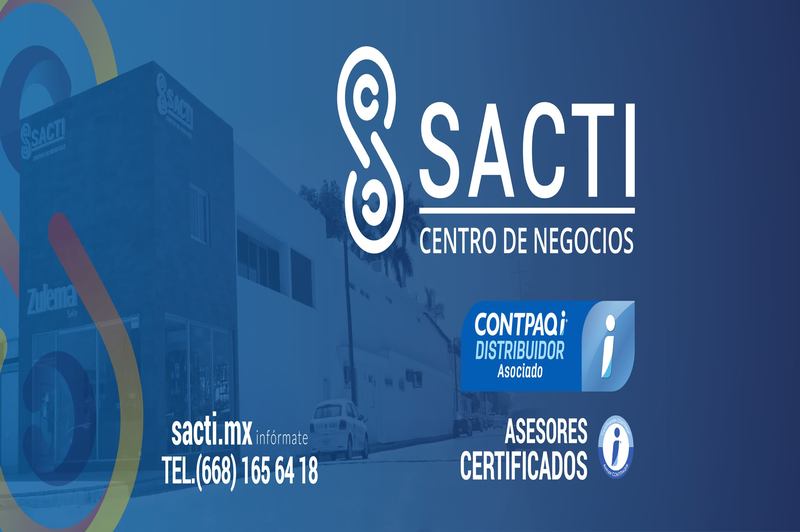 SACTI
CENTRO DE NEGOCIOS
SACTI
SACTI
Zulema
CONTPAQi
DISTRIBUIDOR
Asociado
sacti.mx infórmate
TEL.(668) 165 64 18
ASESORES
CERTIFICADOS